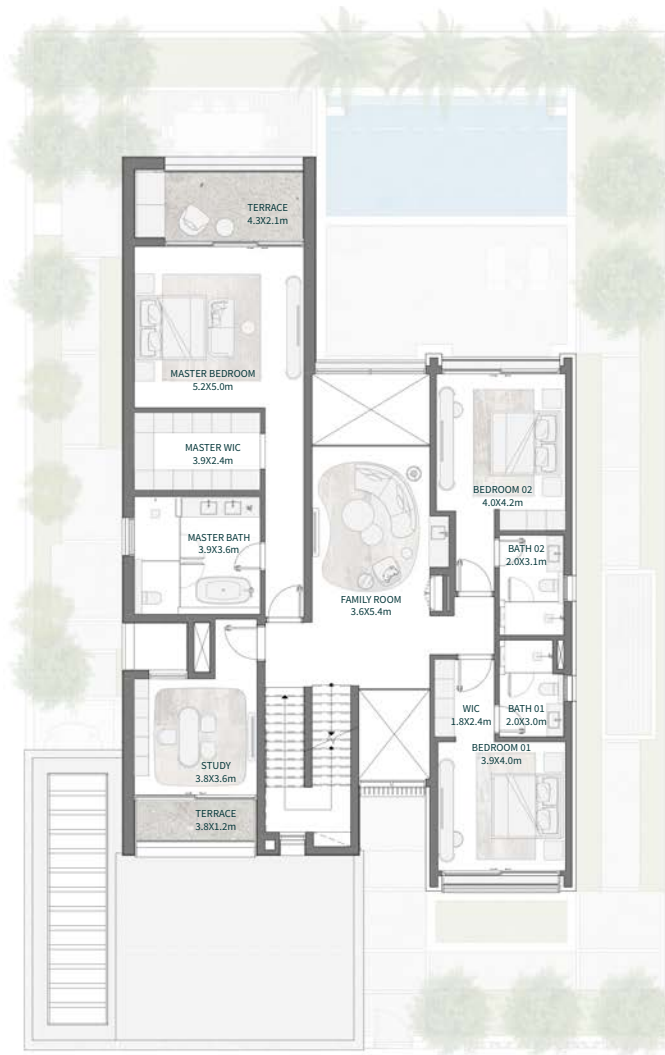 TERRACE
4.3X2.1m
MASTER BEDROOM
5.2X5.0m
MASTER WIC
3.9X2.4m
BEDROOM 02
4.0X4.2m
MASTER BATH
3.9X3.6m
BATH 02
2.0X3.1m
FAMILY ROOM
3.6X5.4m
WIC
1.8X2.4m
BATH 01
2.0X3.0m
BEDROOM 01
3.9X4.0m
STUDY
3.8X3.6m
TERRACE
3.8X1.2m